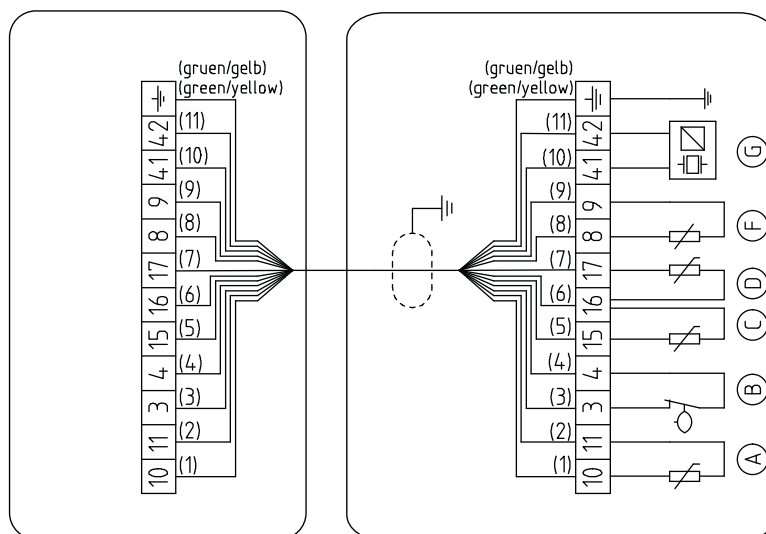 (gruen/gelb)
(green/yellow)
42 (11)
41 (10)
9 (9)
8 (8)
17 (7)
16 (6)
15 (5)
4 (4)
3 (3)
11 (2)
10 (1)
(gruen/gelb)
(green/yellow)
(11) 42
(10) 41
(9) 9
(8) 8
(7) 17
(6) 16
(5) 15
(4) 4
(3) 3
(2) 11
(1) 10
G
F
D
C
B
A